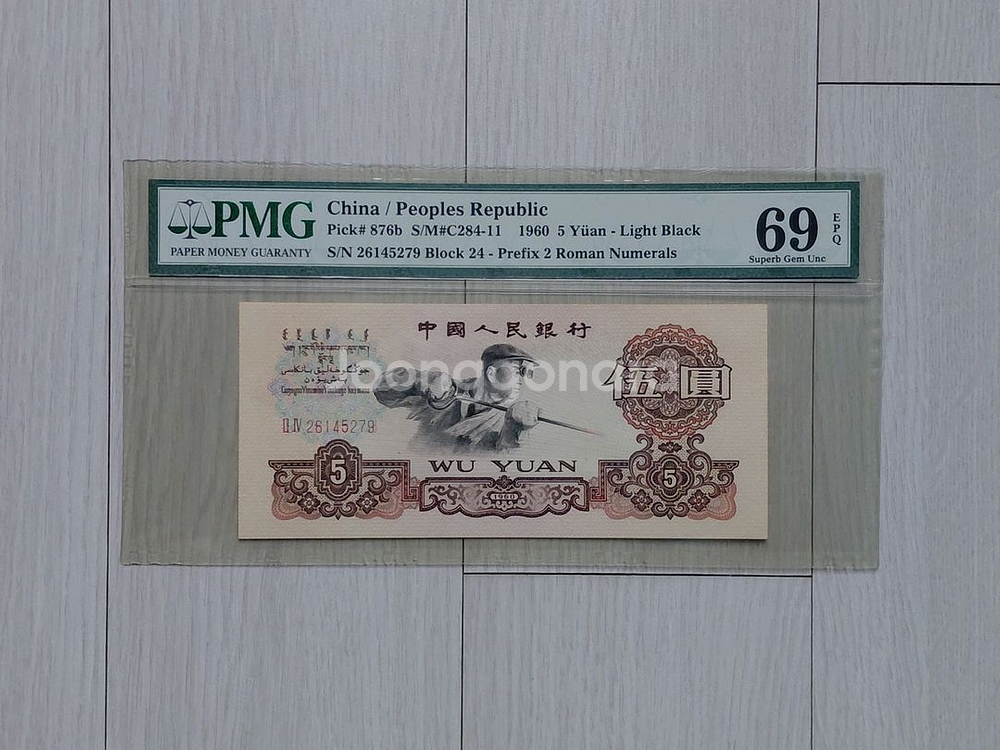 PMG
PAPER MONEY GUARANTY
China / Peoples Republic
Pick# 876b S/M#C284-11 1960 5 Yüan - Light Black
S/N 26145279 Block 24 - Prefix 2 Roman Numerals
69
EPQ
Superb Gem Unc
中國人民銀行
伍圓
II IV 26145279
5
WU YUAN
1960
5